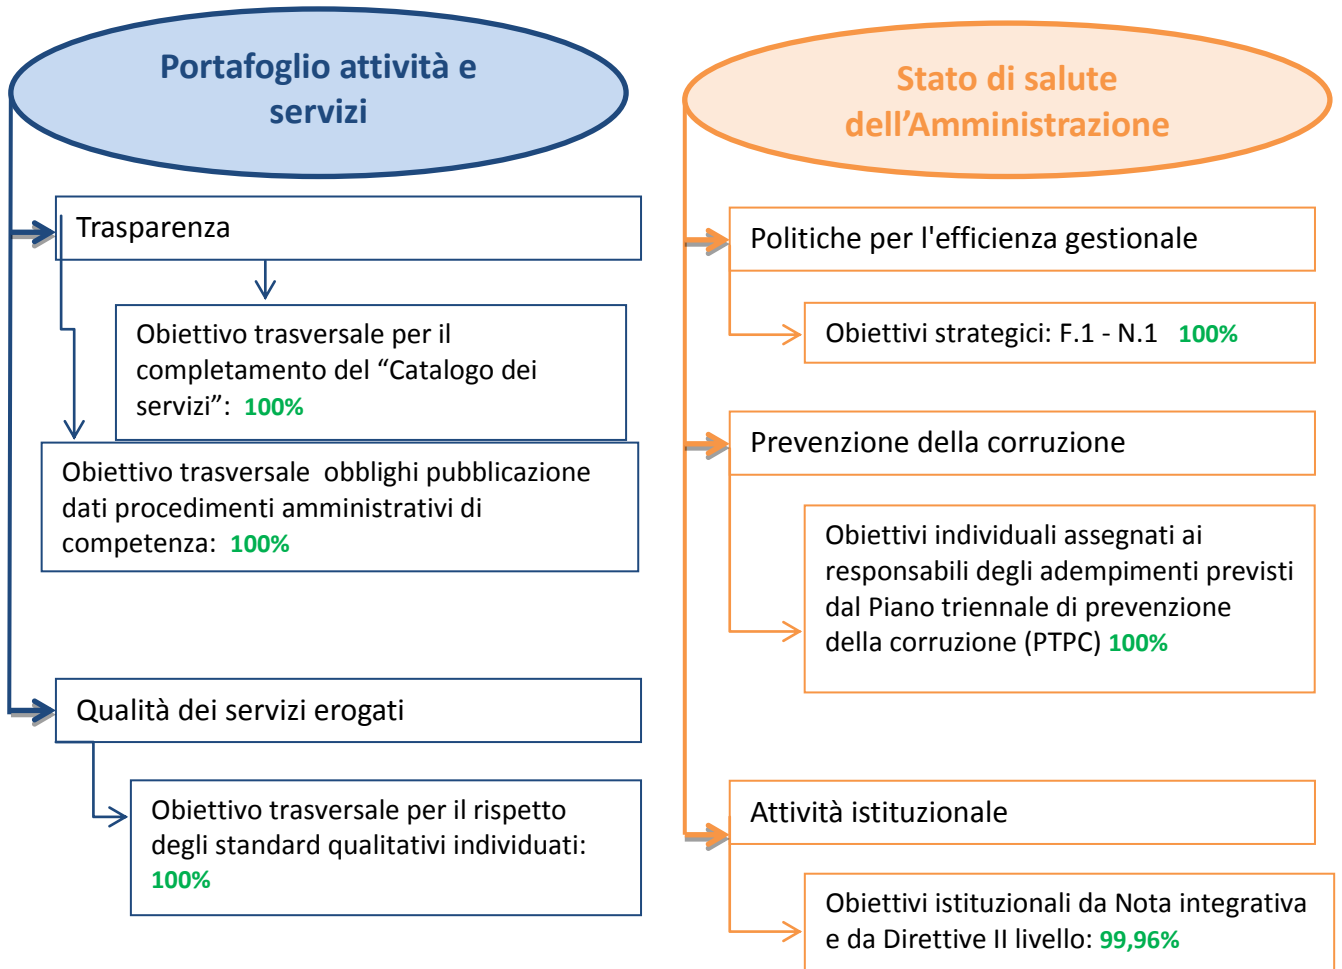 Portafoglio attività e
servizi
Trasparenza
Obiettivo trasversale per il
completamento del “Catalogo dei
servizi”: 100%
Obiettivo trasversale obblighi pubblicazione
dati procedimenti amministrativi di
competenza: 100%
Qualità dei servizi erogati
Obiettivo trasversale per il rispetto
degli standard qualitativi individuati:
100%
Stato di salute
dell’Amministrazione
Politiche per l'efficienza gestionale
Obiettivi strategici: F.1 - N.1 100%
Prevenzione della corruzione
Obiettivi individuali assegnati ai
responsabili degli adempimenti previsti
dal Piano triennale di prevenzione
della corruzione (PTPC) 100%
Attività istituzionale
Obiettivi istituzionali da Nota integrativa
e da Direttive II livello: 99,96%